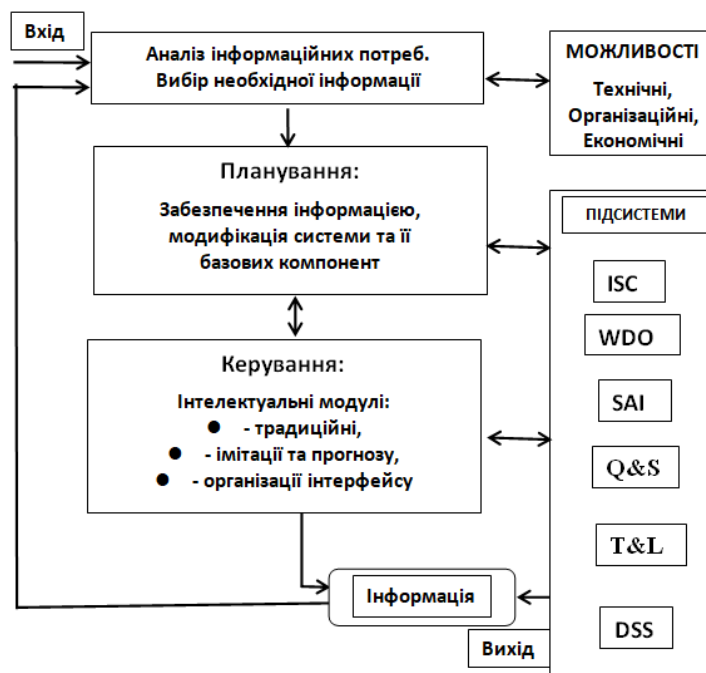 Вхід
Аналіз інформаційних потреб.
Вибір необхідної інформації
МОЖЛИВОСТІ
Технічні,
Організаційні,
Економічні
Планування:
Забезпечення інформацією,
модифікація системи та її
базових компонент
Керування:
Інтелектуальні модулі:
● - традиційні,
● - імітації та прогнозу,
● - організації інтерфейсу
ПІДСИСТЕМИ
ISC
WDO
SAI
Q&S
T&L
DSS
Інформація
Вихід